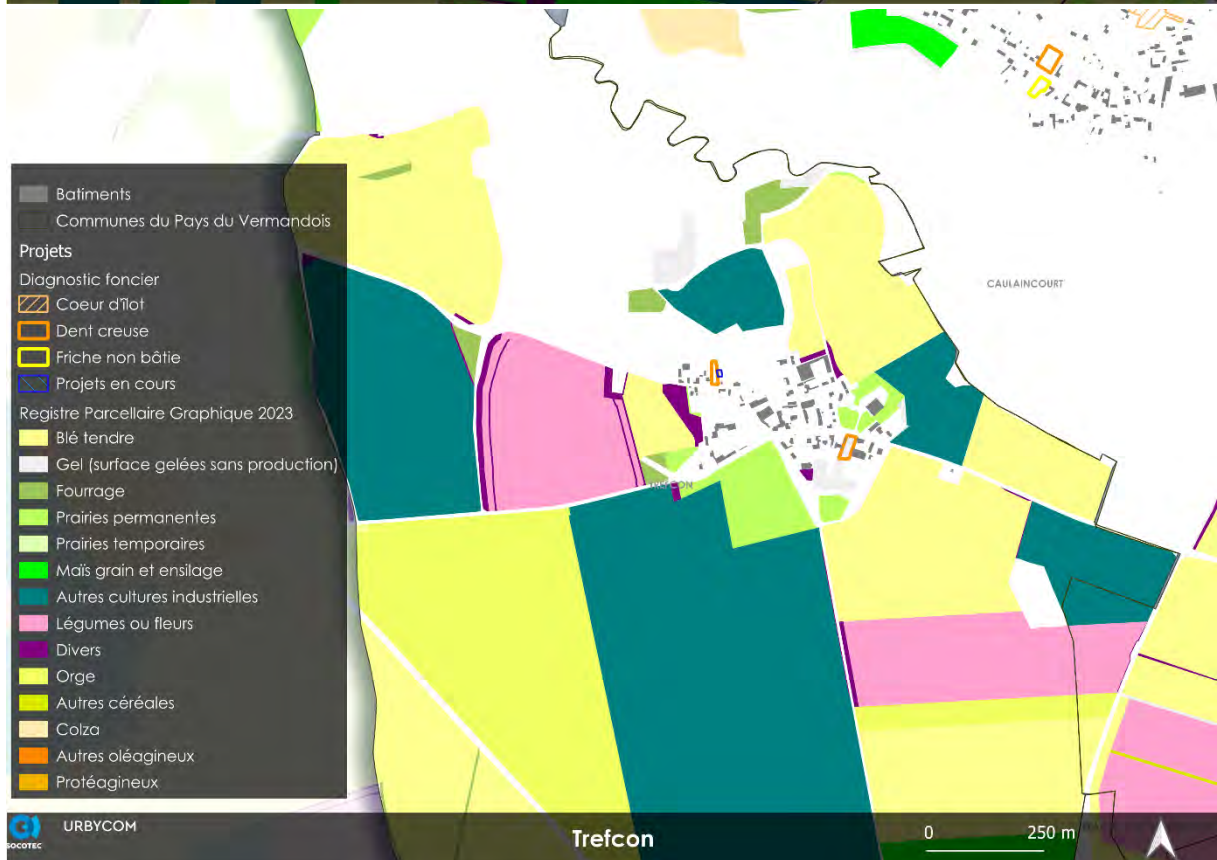 CAULAINCOURT
TREFCON
Batiments
Communes du Pays du Vermandois
Projets
Diagnostic foncier
Coeur d'îlot
Dent creuse
Friche non bâtie
Projets en cours
Registre Parcellaire Graphique 2023
Blé tendre
Gel (surface gelées sans production)
Fourrage
Prairies permanentes
Prairies temporaires
Maïs grain et ensilage
Autres cultures industrielles
Légumes ou fleurs
Divers
Orge
Autres céréales
Colza
Autres oléagineux
Protéagineux
SOCOTEC
URBYCOM
Trefcon
0 250 m